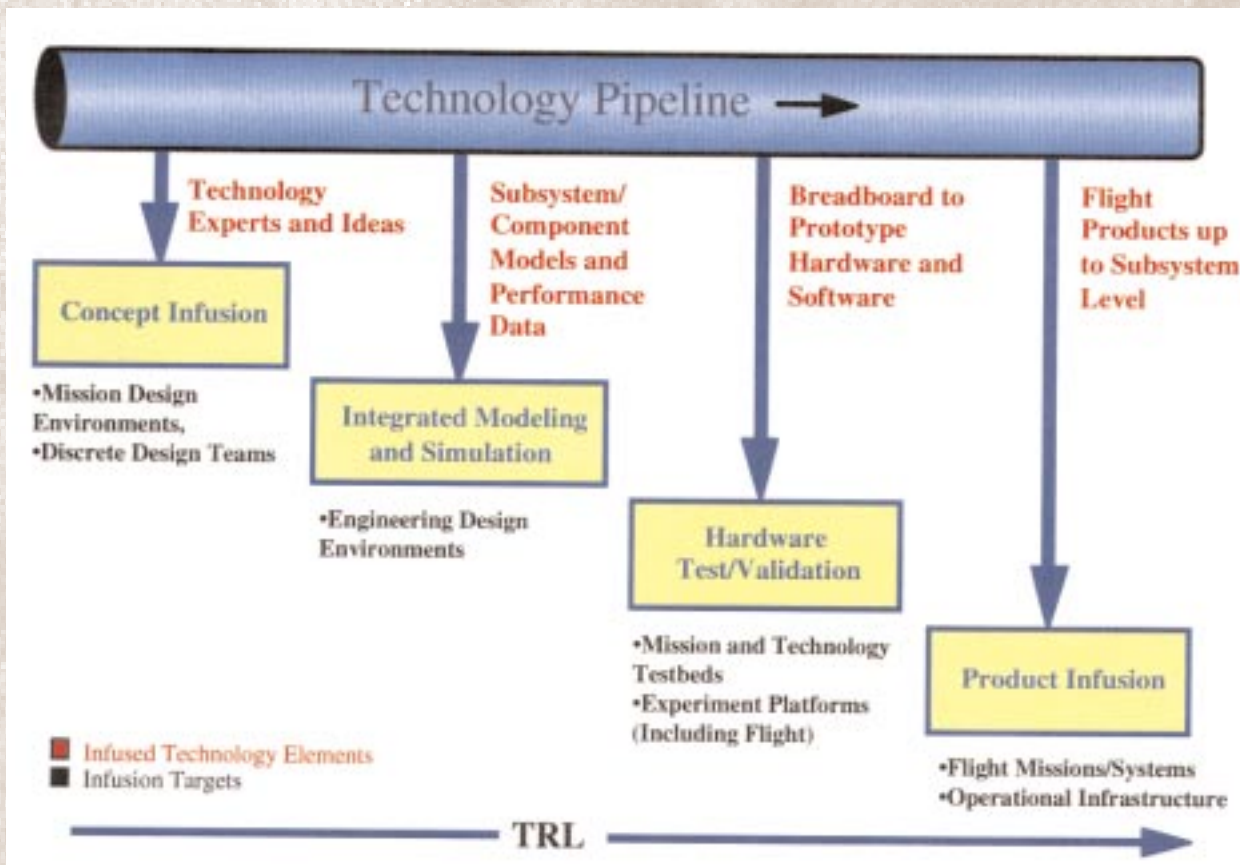 Technology Pipeline
Technology
Experts and Ideas
Subsystem/
Component
Models and
Performance
Data
Breadboard to
Prototype
Hardware and
Software
Flight
Products up
to Subsystem
Level
Concept Infusion
•Mission Design
Environments,
•Discrete Design Teams
Integrated Modeling
and Simulation
•Engineering Design
Environments
Hardware
Test/Validation
•Mission and Technology
Testbeds
•Experiment Platforms
(Including Flight)
Product Infusion
•Flight Missions/Systems
•Operational Infrastructure
Infused Technology Elements
Infusion Targets
TRL